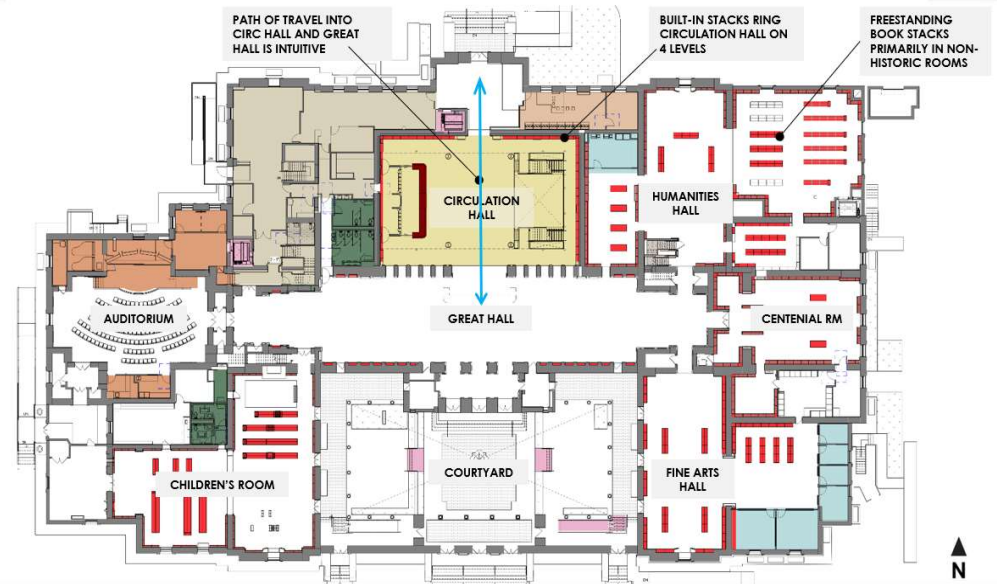 PATH OF TRAVEL INTO
CIRC HALL AND GREAT
HALL IS INTUITIVE
BUILT-IN STACKS RING
CIRCULATION HALL ON
4 LEVELS
FREESTANDING
BOOK STACKS
PRIMARILY IN NON-
HISTORIC ROOMS
CIRCULATION
HALL
HUMANITIES
HALL
AUDITORIUM
GREAT HALL
CENTENIAL RM
CHILDREN'S ROOM
COURTYARD
FINE ARTS
HALL
N